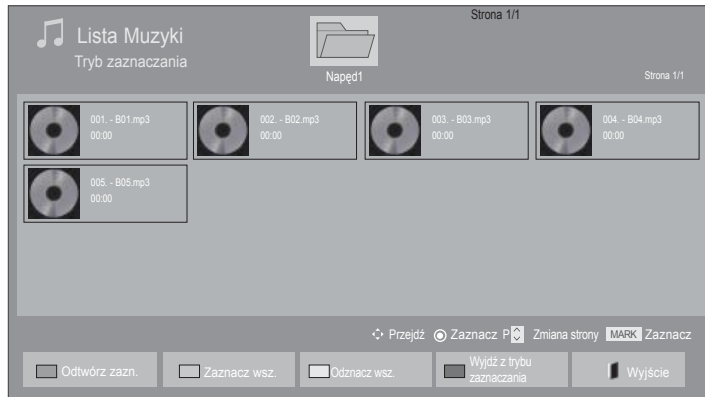 Strona 1/1
Lista Muzyki
Tryb zaznaczania
Napęd1
Strona 1/1
001. - B01.mp3
00:00
002. - B02.mp3
00:00
003. - B03.mp3
00:00
004. - B04.mp3
00:00
005. - B05.mp3
00:00
Przejdź Zaznacz P Zmiana strony MARK Zaznacz
Odtwórz zazn.
Zaznacz wsz.
Odznacz wsz.
Wyjdź z trybu
zaznaczania
Wyjście